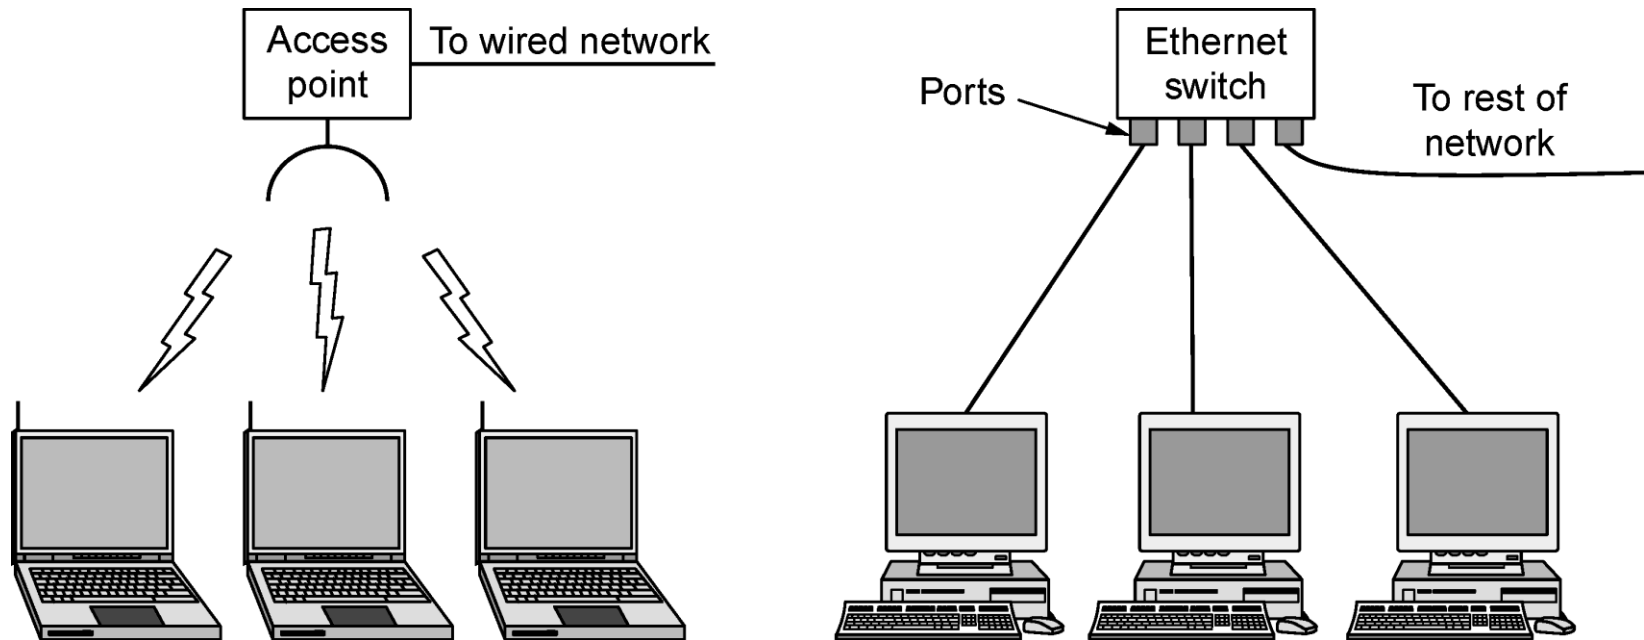 Access
point
To wired network
Ethernet
switch
Ports
To rest of
network